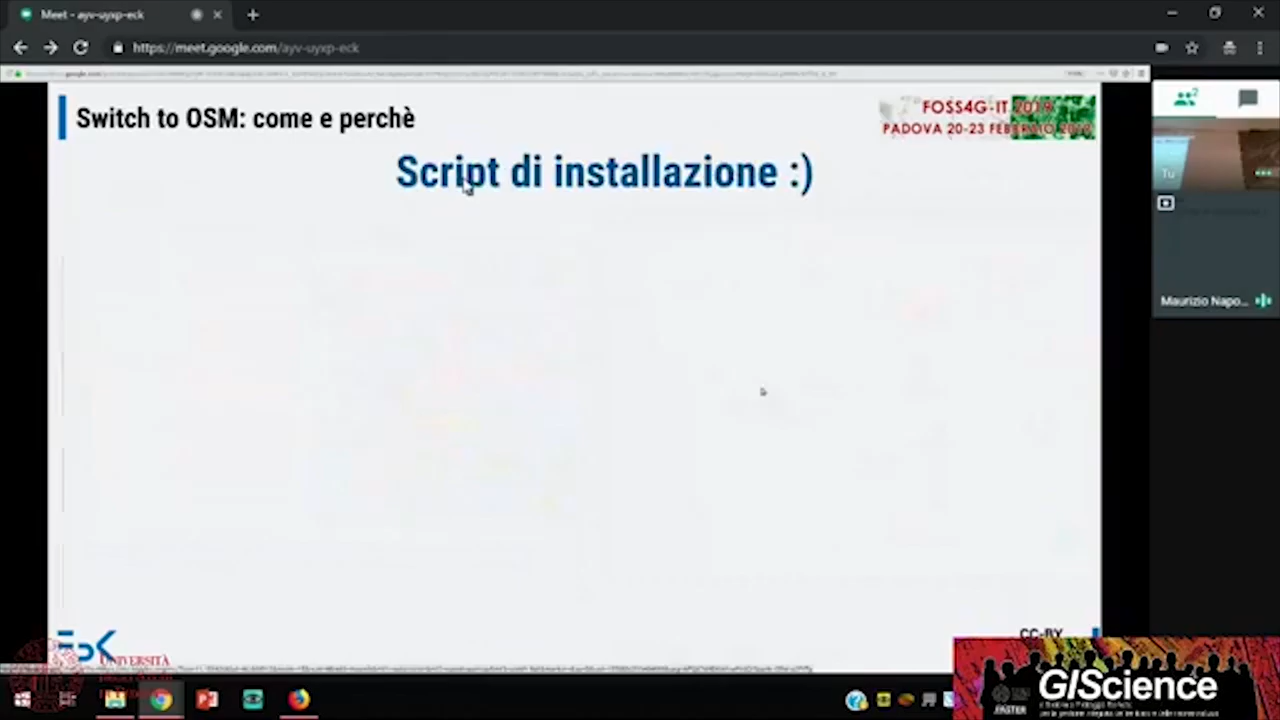 Meet – ayv-uyxp-eck
https://meet.google.com/ayv-uyxp-eck
Switch to OSM: come e perchè
FOSS4G-IT 2019
PADOVA 20-23 FEBBRAIO 2019
Script di installazione :)
Tu
Maurizio Napo...
CC-BY
UNIVERSITÀ
GIScience